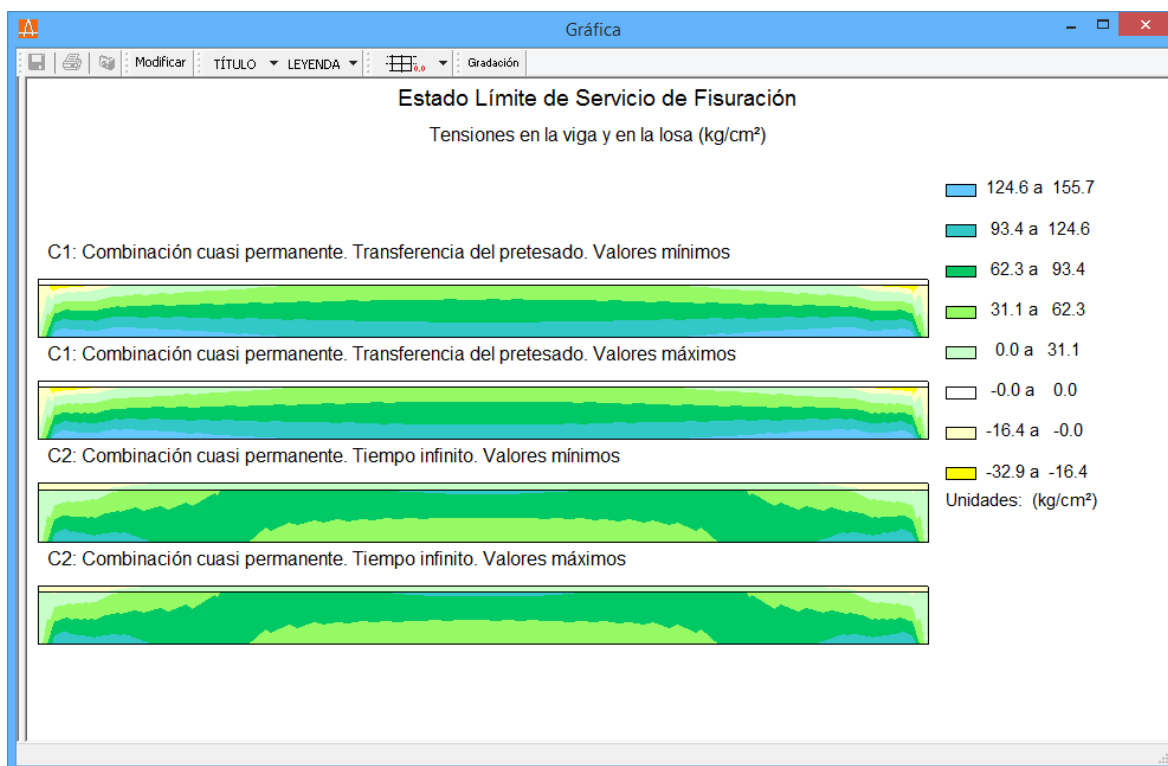 Gráfica
Modificar TÍTULO LEYENDA 0.0 Gradación
Estado Límite de Servicio de Fisuración
Tensiones en la viga y en la losa (kg/cm²)
124.6 a 155.7
93.4 a 124.6
62.3 a 93.4
31.1 a 62.3
0.0 a 31.1
-0.0 a 0.0
-16.4 a -0.0
-32.9 a -16.4
Unidades: (kg/cm²)
C1: Combinación cuasi permanente. Transferencia del pretesado. Valores mínimos
C1: Combinación cuasi permanente. Transferencia del pretesado. Valores máximos
C2: Combinación cuasi permanente. Tiempo infinito. Valores mínimos
C2: Combinación cuasi permanente. Tiempo infinito. Valores máximos